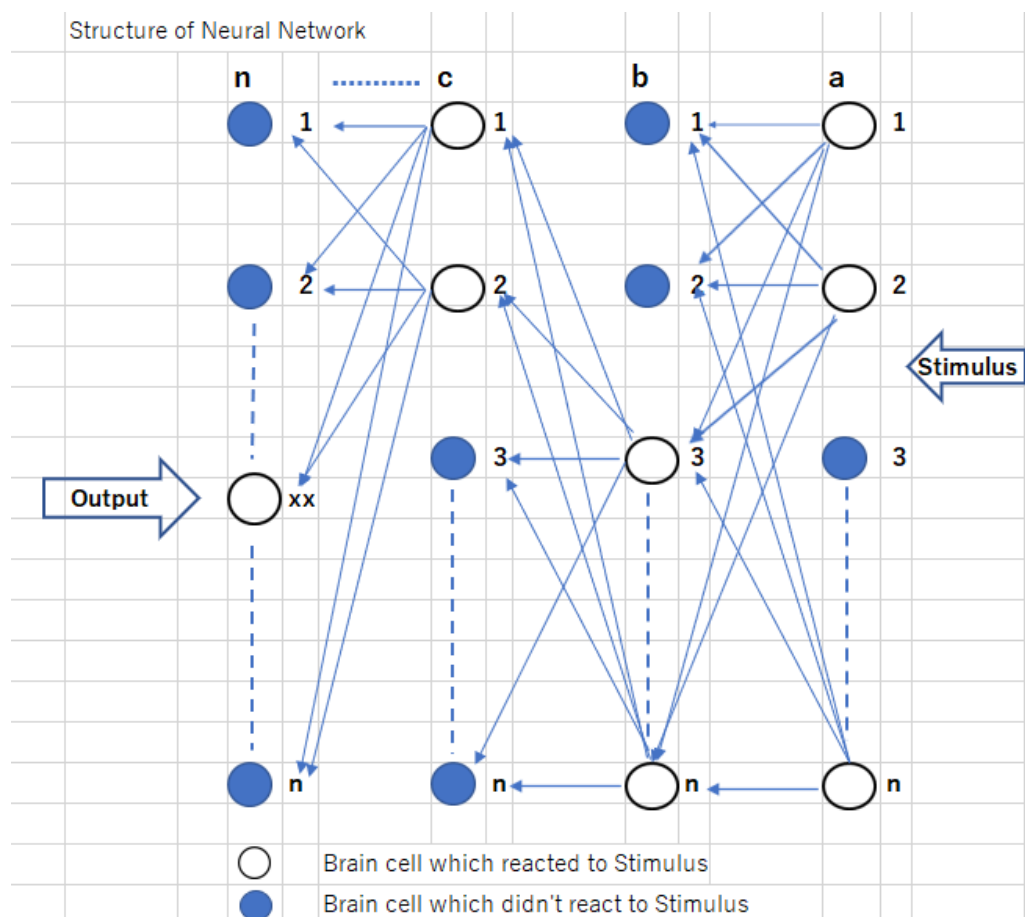 Structure of Neural Network
n c b a
1 1 1 1
2 2 2 2
Stimulus
3 3 3
Output
xx
n n n n
Brain cell which reacted to Stimulus
Brain cell which didn't react to Stimulus